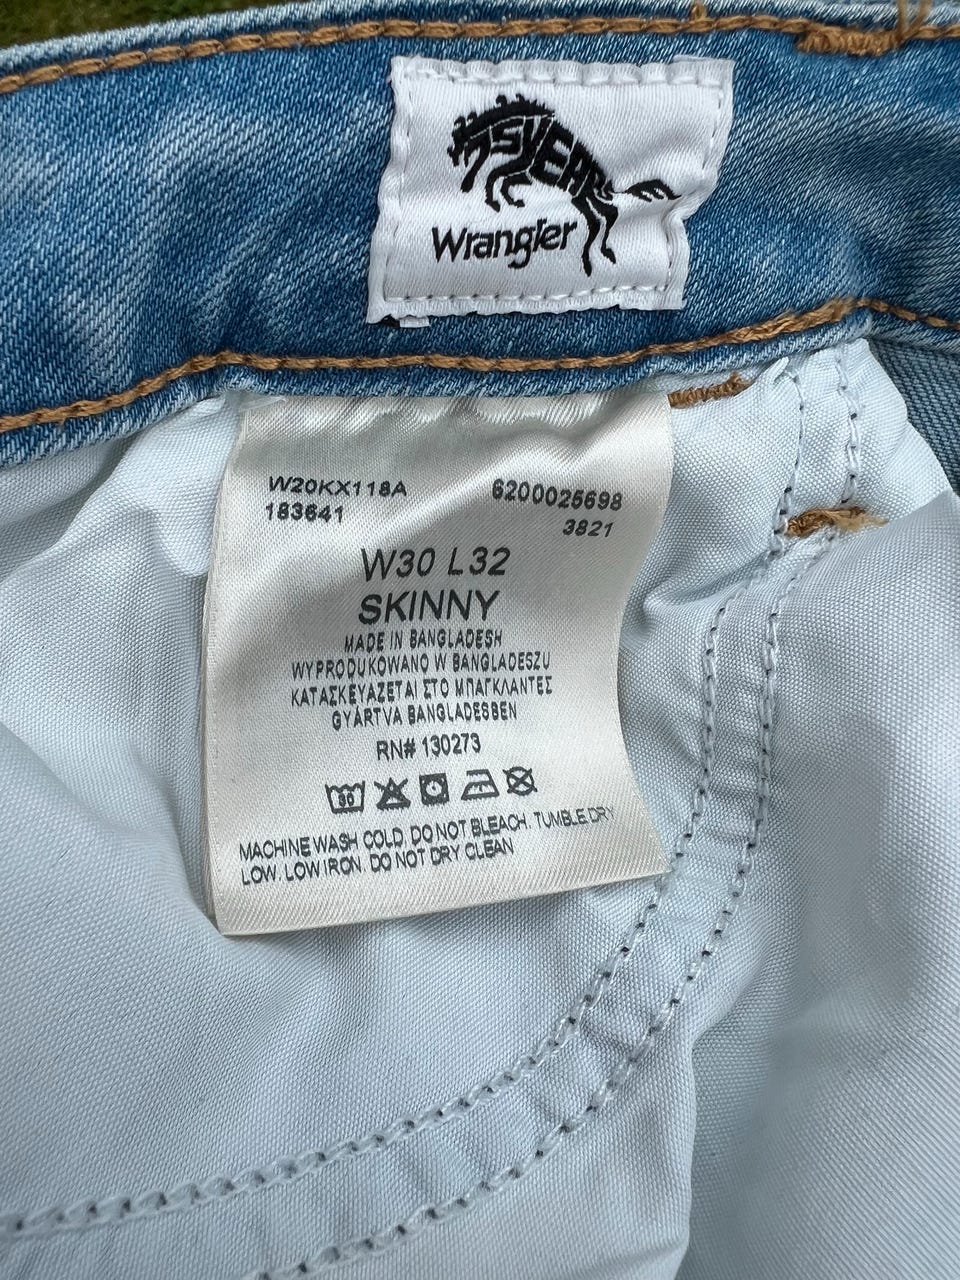 75YEARS
Wrangler
W20KX118A 6200025698
183641 3821
W30 L32
SKINNY
MADE IN BANGLADESH
WYPRODUKOWANO W BANGLADESZU
ΚΑΤΑΣΚΕΥΑΖΕΤΑΙ ΣΤΟ ΜΠΑΓΚΛΑΝΤΕΣ
GYÁRTVA BANGLADESBEN
RN# 130273
30
MACHINE WASH COLD. DO NOT BLEACH. TUMBLE DRY
LOW. LOW IRON. DO NOT DRY CLEAN